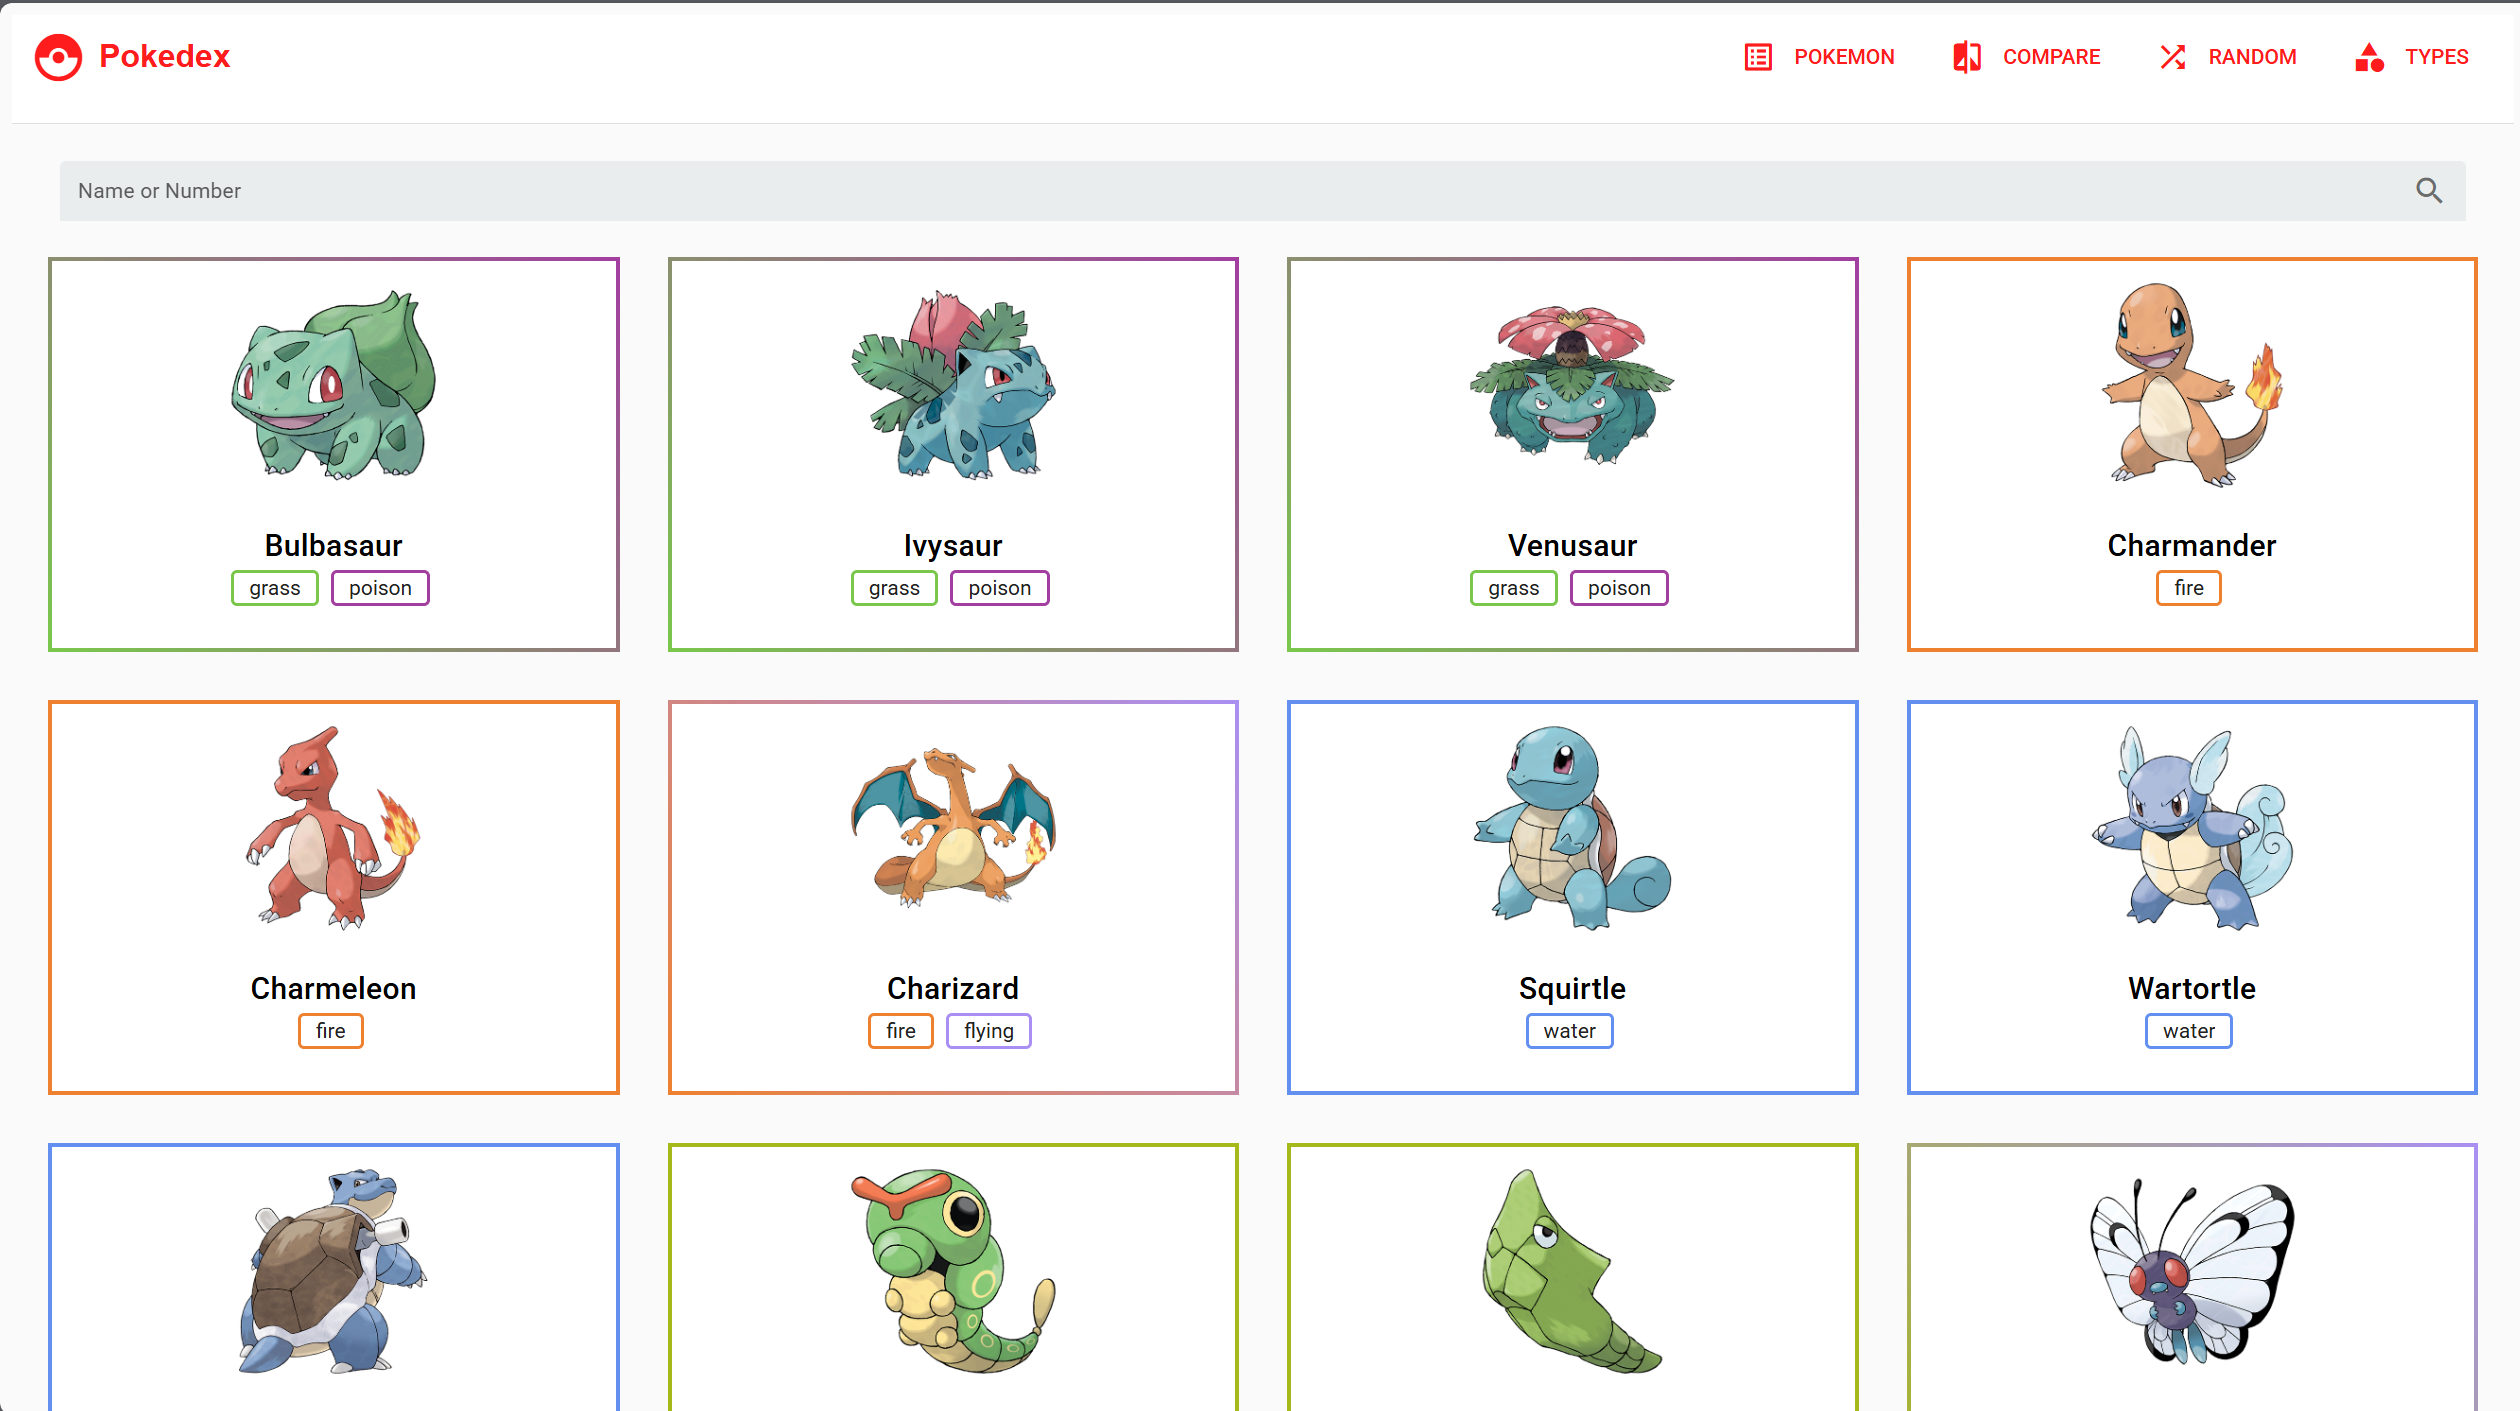 Pokedex
POKEMON
COMPARE
RANDOM
TYPES
Name or Number
Bulbasaur
grass poison
Ivysaur
grass poison
Venusaur
grass poison
Charmander
fire
Charmeleon
fire
Charizard
fire flying
Squirtle
water
Wartortle
water